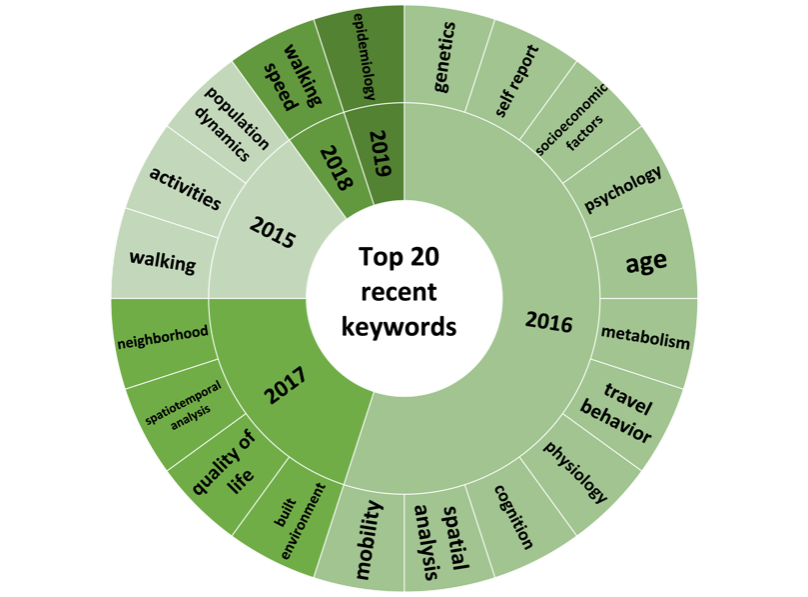 Top 20
recent
keywords
2016
genetics
self report
socioeconomic
factors
psychology
age
metabolism
travel
behavior
physiology
cognition
spatial
analysis
mobility
2017
built
environment
quality of
life
spatiotemporal
analysis
neighborhood
2015
walking
activities
population
dynamics
2018
walking
speed
2019
epidemiology